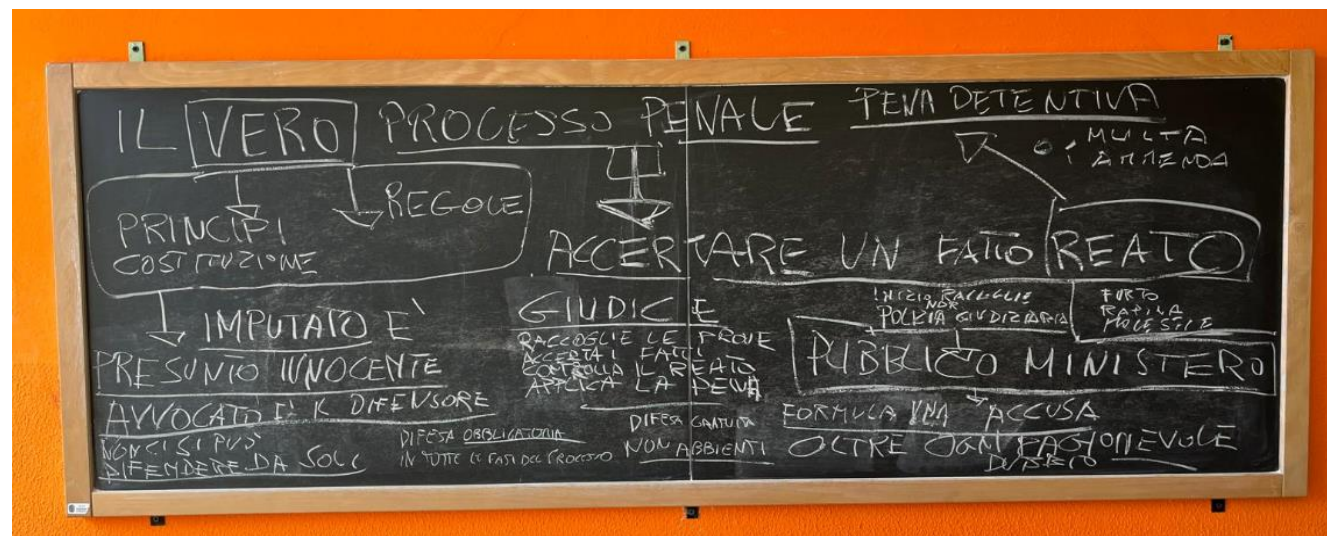 IL VERO PROCESSO PENALE
PENA DETENTIVA
O MULTA
AMMENDA
PRINCIPI
COSTITUZIONE
REGOLE
ACCERTARE UN FATTO REATO
IMPUTATO E'
PRESUNTO INNOCENTE
AVVOCATO E' IL DIFENSORE
NON CI SI PUÒ
DIFENDERE DA SOLI
DIFESA OBBLIGATORIA
IN TUTTE LE FASI DEL PROCESSO
GIUDICE
RACCOGLIE LE PROVE
ACCERTA I FATTI
CONTROLLA IL REATO
APPLICA LA PENA
DIFESA GRATUITA
NON ABBIENTI
INIZIO RACCOGLIE
NDR
POLIZIA GIUDIZIARIA
FURTO
RAPINA
MOLESTIE
PUBBLICO MINISTERO
FORMULA UNA ACCUSA
OLTRE OGNI RAGIONEVOLE
DUBBIO